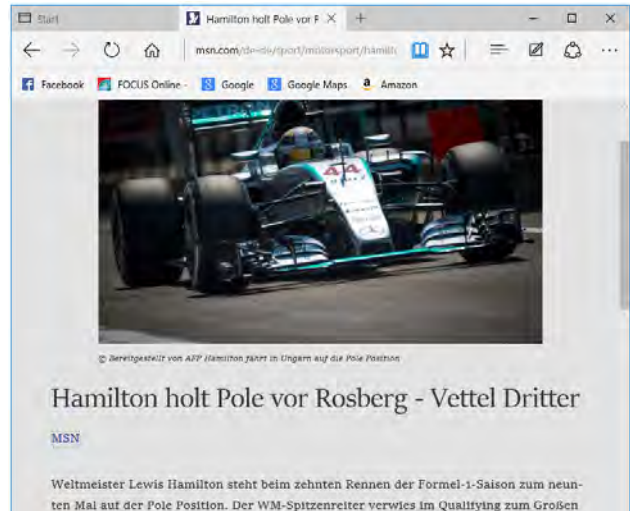 Start
Hamilton holt Pole vor F
msn.com/de-de/sport/motorsport/hamilt
Facebook FOCUS Online - Google Google Maps Amazon
44
© Bereitgestellt von AFP Hamilton fährt in Ungarn auf die Pole Position
Hamilton holt Pole vor Rosberg - Vettel Dritter
MSN
Weltmeister Lewis Hamilton steht beim zehnten Rennen der Formel-1-Saison zum neun-
ten Mal auf der Pole Position. Der WM-Spitzenreiter verwies im Qualifying zum Großen